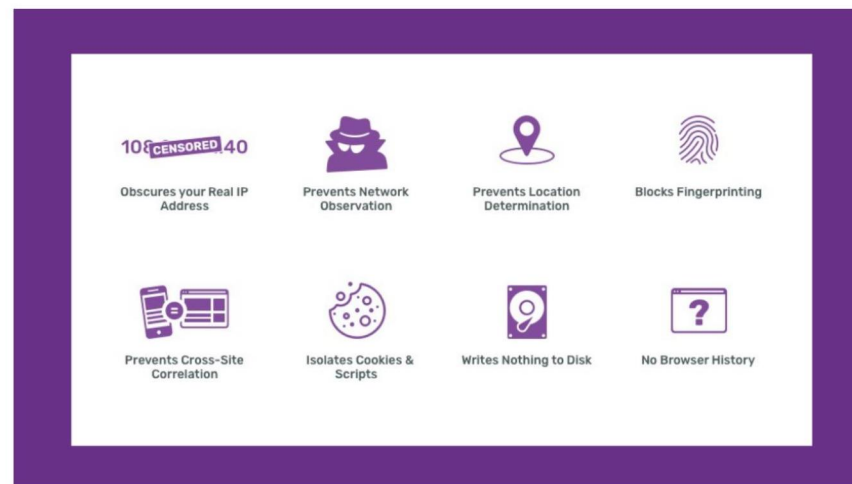 108 CENSORED .40
Obscures your Real IP
Address
Prevents Network
Observation
Prevents Location
Determination
Blocks Fingerprinting
Prevents Cross-Site
Correlation
Isolates Cookies &
Scripts
Writes Nothing to Disk
No Browser History